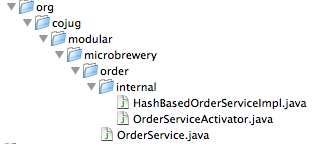 org
cojug
modular
microbrewery
order
internal
HashBasedOrderServiceImpl.java
OrderServiceActivator.java
OrderService.java